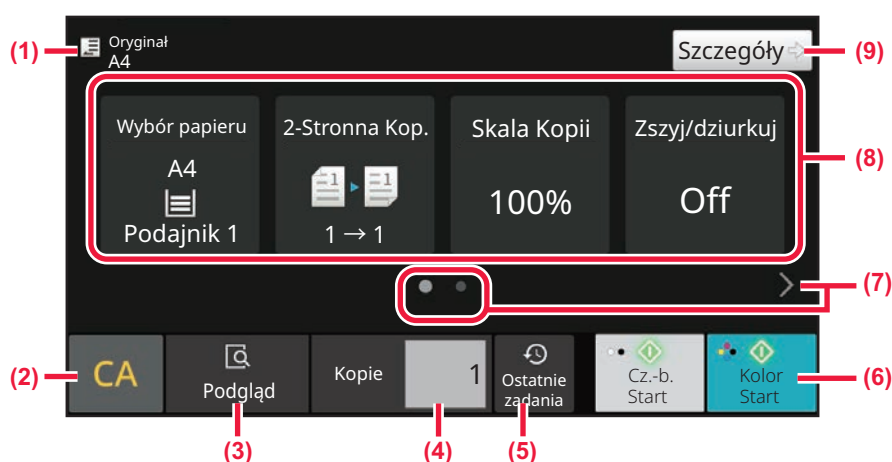 (1)
Oryginał
A4
Szczegóły
(9)
Wybór papieru
A4
Podajnik 1
2-Stronna Kop.
1
1
1 → 1
Skala Kopii
100%
Zszyj/dziurkuj
Off
(8)
(7)
(2)
CA
Podgląd
Kopie
1
Ostatnie
zadania
Cz.-b.
Start
Kolor
Start
(6)
(3)
(4)
(5)